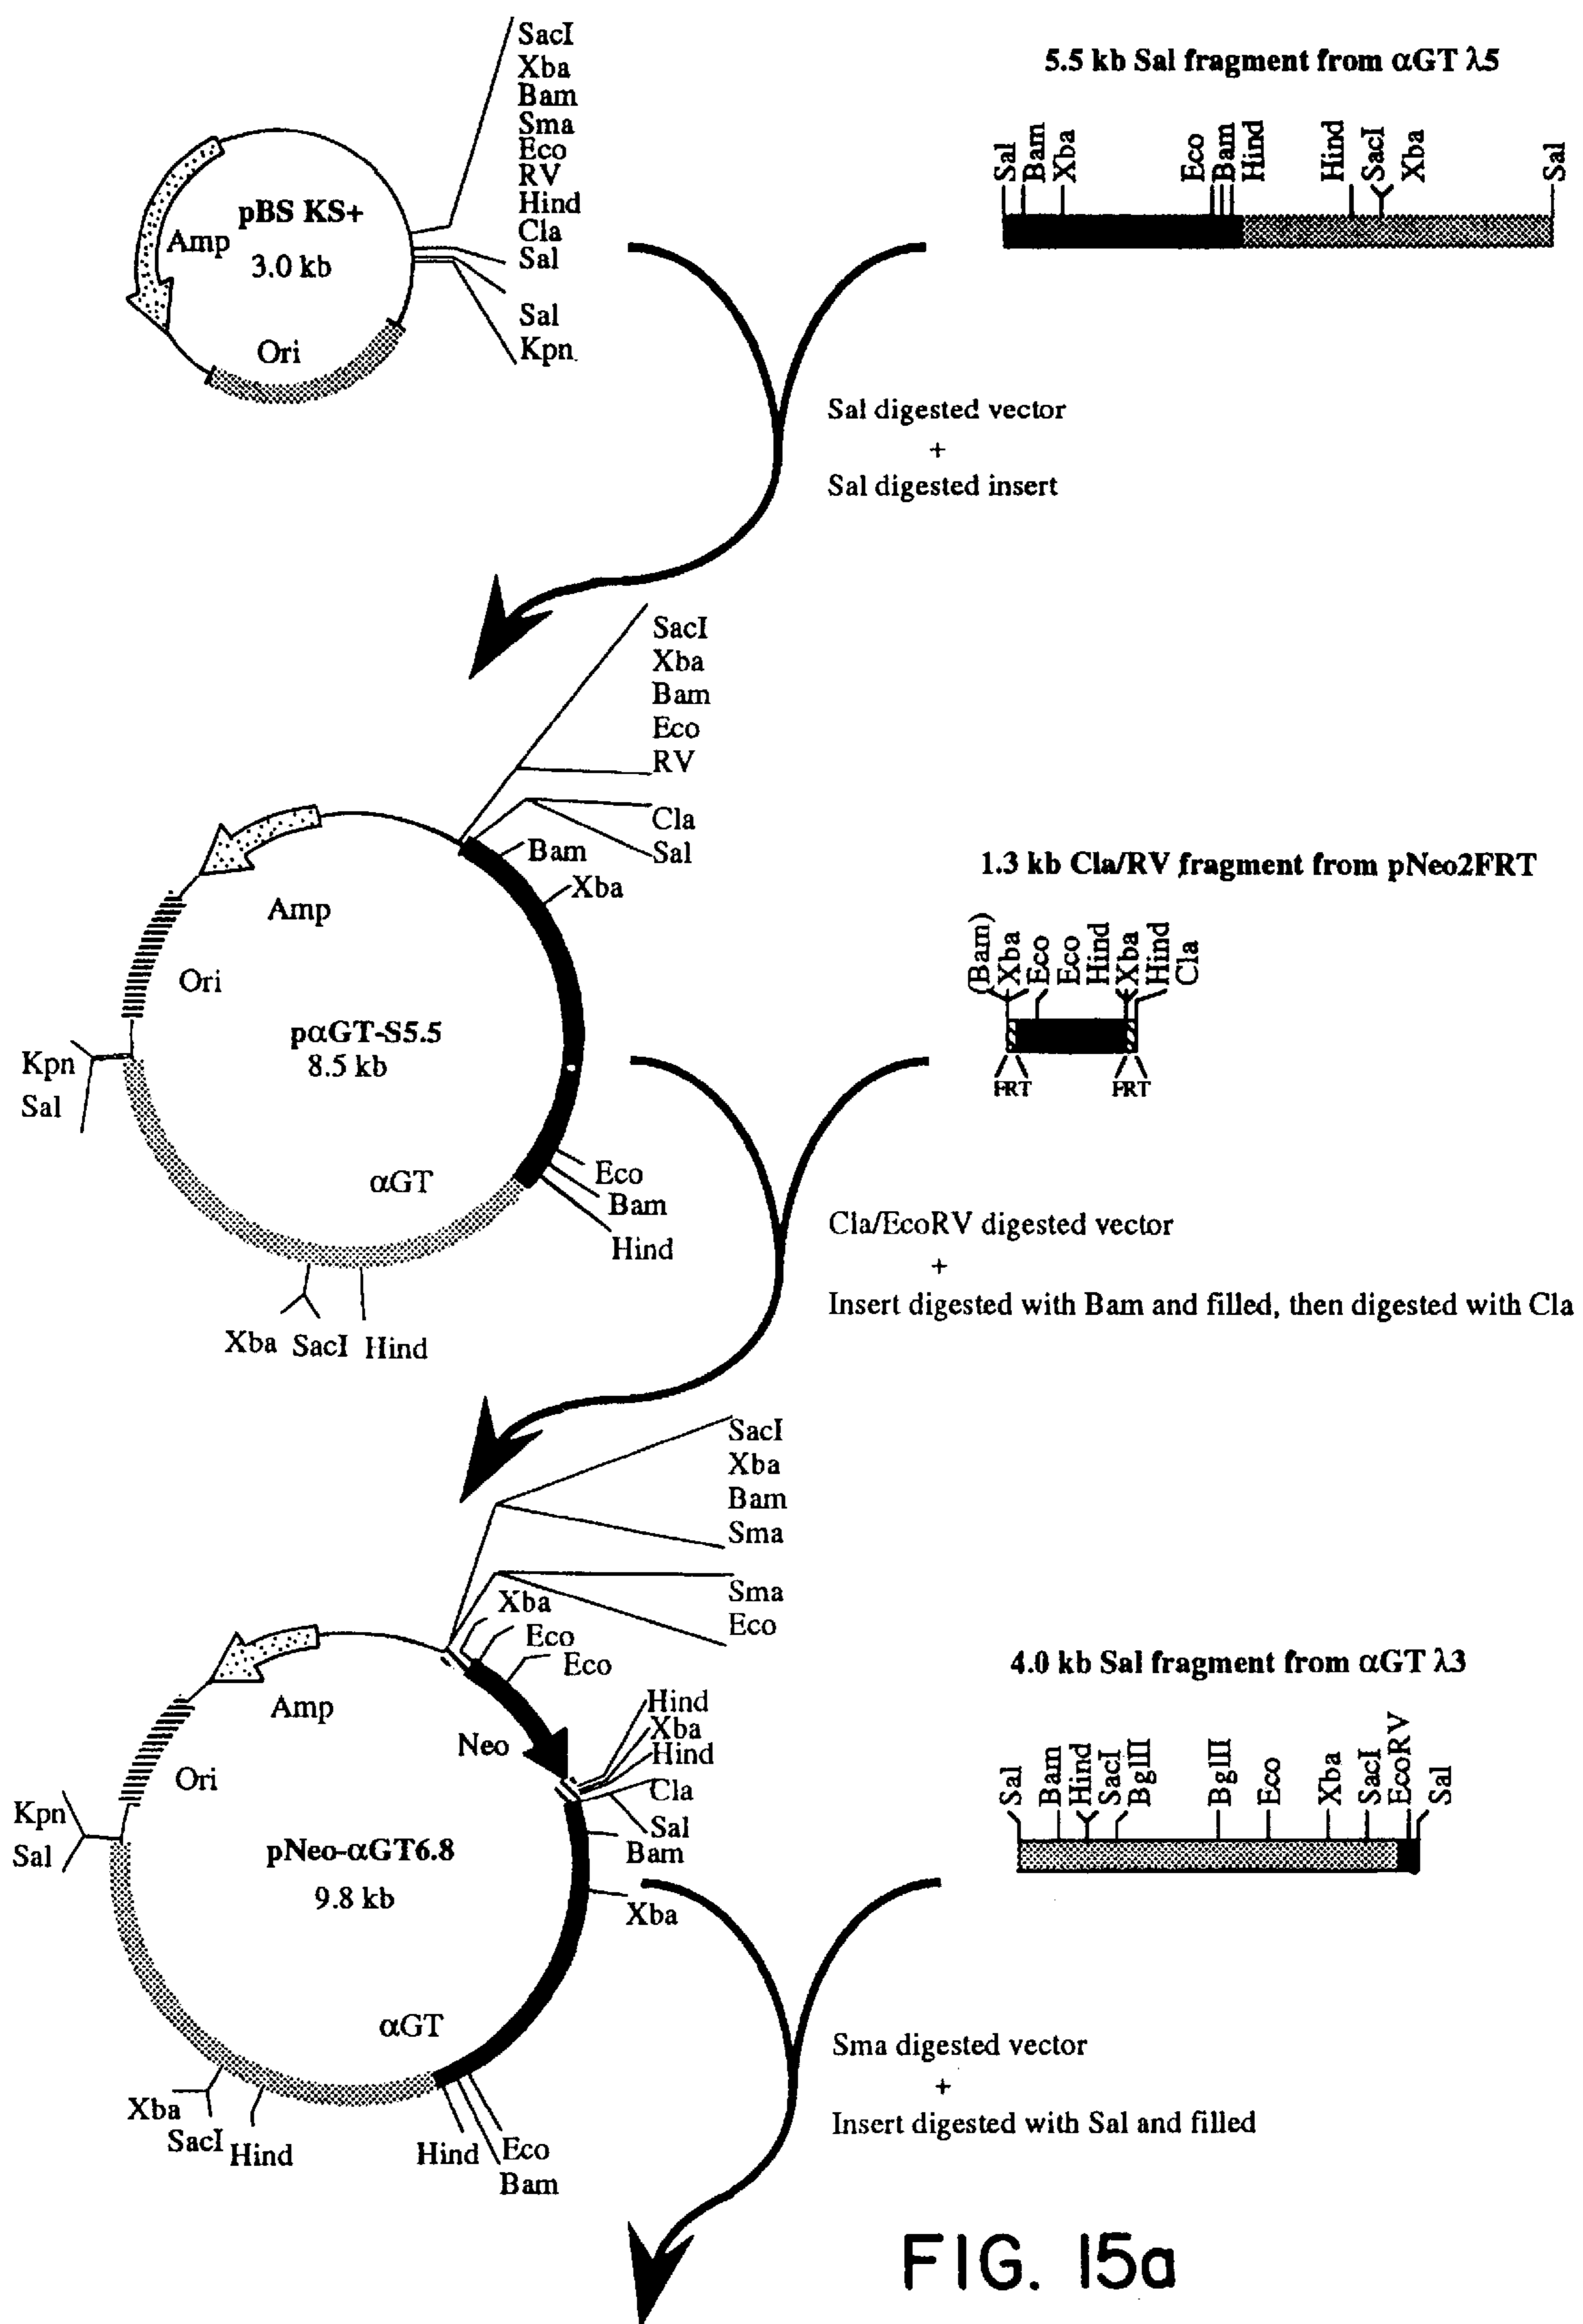 SacI
Xba
Bam
Sma
Eco
RV
Hind
Cla
Sal
Sal
Kpn
pBS KS+
Amp
3.0 kb
Ori
5.5 kb Sal fragment from αGT λ5
Sal
Bam
Xba
Eco
Bam
Hind
Hind
SacI
Xba
Sal
Sal digested vector
+
Sal digested insert
SacI
Xba
Bam
Eco
RV
Cla
Sal
Bam
Xba
Amp
Ori
pαGT-S5.5
8.5 kb
Kpn
Sal
αGT
Eco
Bam
Hind
Xba SacI Hind
1.3 kb Cla/RV fragment from pNeo2FRT
(Bam)
Xba
Eco
Eco
Hind
Xba
Hind
Cla
FRT FRT
Cla/EcoRV digested vector
+
Insert digested with Bam and filled, then digested with Cla
SacI
Xba
Bam
Sma
Sma
Eco
Xba
Eco
Eco
Amp
Neo
Hind
Xba
Hind
Cla
Sal
Bam
Xba
Ori
Kpn
Sal
pNeo-αGT6.8
9.8 kb
αGT
Xba
SacI
Hind
Hind
Eco
Bam
4.0 kb Sal fragment from αGT λ3
Sal
Bam
Hind
SacI
BglII
BglII
Eco
Xba
SacI
EcoRV
Sal
Sma digested vector
+
Insert digested with Sal and filled
FIG. 15a